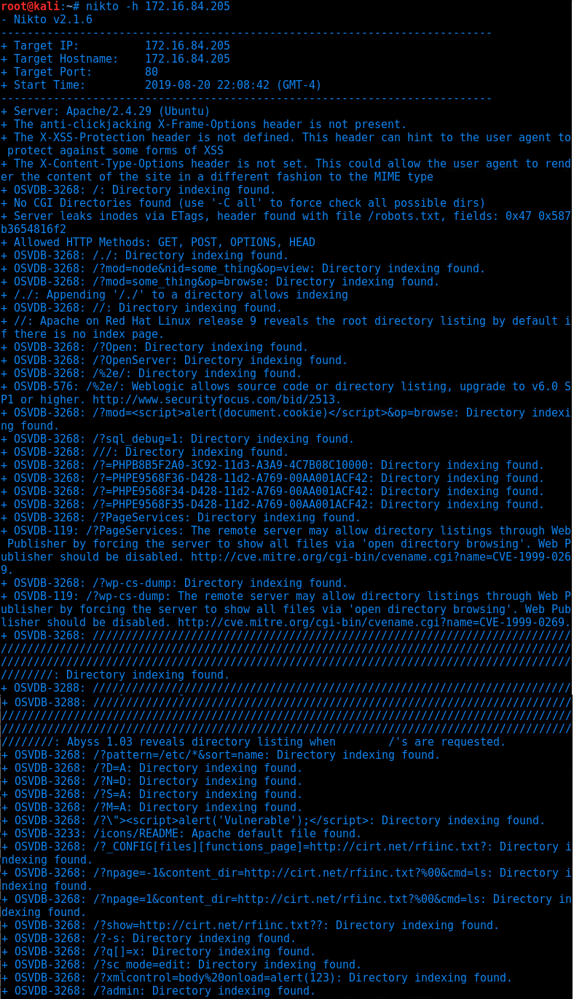 root@kali:~# nikto -h 172.16.84.205
- Nikto v2.1.6
---------------------------------------------------------------------------
+ Target IP:          172.16.84.205
+ Target Hostname:    172.16.84.205
+ Target Port:        80
+ Start Time:         2019-08-20 22:08:42 (GMT-4)
---------------------------------------------------------------------------
+ Server: Apache/2.4.29 (Ubuntu)
+ The anti-clickjacking X-Frame-Options header is not present.
+ The X-XSS-Protection header is not defined. This header can hint to the user agent to
 protect against some forms of XSS
+ The X-Content-Type-Options header is not set. This could allow the user agent to rend
er the content of the site in a different fashion to the MIME type
+ OSVDB-3268: /: Directory indexing found.
+ No CGI Directories found (use '-C all' to force check all possible dirs)
+ Server leaks inodes via ETags, header found with file /robots.txt, fields: 0x47 0x587
b3654816f2
+ Allowed HTTP Methods: GET, POST, OPTIONS, HEAD
+ OSVDB-3268: /./: Directory indexing found.
+ OSVDB-3268: /?mod=node&nid=some_thing&op=view: Directory indexing found.
+ OSVDB-3268: /?mod=some_thing&op=browse: Directory indexing found.
+ /./: Appending '/./' to a directory allows indexing
+ OSVDB-3268: //: Directory indexing found.
+ //: Apache on Red Hat Linux release 9 reveals the root directory listing by default i
f there is no index page.
+ OSVDB-3268: /?Open: Directory indexing found.
+ OSVDB-3268: /?OpenServer: Directory indexing found.
+ OSVDB-3268: /%2e/: Directory indexing found.
+ OSVDB-576: /%2e/: Weblogic allows source code or directory listing, upgrade to v6.0 S
P1 or higher. http://www.securityfocus.com/bid/2513.
+ OSVDB-3268: /?mod=<script>alert(document.cookie)</script>&op=browse: Directory indexi
ng found.
+ OSVDB-3268: /?sql_debug=1: Directory indexing found.
+ OSVDB-3268: ///: Directory indexing found.
+ OSVDB-3268: /?=PHPB8B5F2A0-3C92-11d3-A3A9-4C7B08C10000: Directory indexing found.
+ OSVDB-3268: /?=PHPE9568F36-D428-11d2-A769-00AA001ACF42: Directory indexing found.
+ OSVDB-3268: /?=PHPE9568F34-D428-11d2-A769-00AA001ACF42: Directory indexing found.
+ OSVDB-3268: /?=PHPE9568F35-D428-11d2-A769-00AA001ACF42: Directory indexing found.
+ OSVDB-3268: /?PageServices: Directory indexing found.
+ OSVDB-119: /?PageServices: The remote server may allow directory listings through Web
 Publisher by forcing the server to show all files via 'open directory browsing'. Web P
ublisher should be disabled. http://cve.mitre.org/cgi-bin/cvename.cgi?name=CVE-1999-026
9.
+ OSVDB-3268: /?wp-cs-dump: Directory indexing found.
+ OSVDB-119: /?wp-cs-dump: The remote server may allow directory listings through Web P
ublisher by forcing the server to show all files via 'open directory browsing'. Web Pub
lisher should be disabled. http://cve.mitre.org/cgi-bin/cvename.cgi?name=CVE-1999-0269.
+ OSVDB-3268: /////////////////////////////////////////////////////////////////////////
///////////////////////////////////////////////////////////////////////////////////////
///////////////////////////////////////////////////////////////////////////////////////
////////: Directory indexing found.
+ OSVDB-3288: /////////////////////////////////////////////////////////////////////////
+ OSVDB-3288: /////////////////////////////////////////////////////////////////////////
///////////////////////////////////////////////////////////////////////////////////////
///////////////////////////////////////////////////////////////////////////////////////
////////: Abyss 1.03 reveals directory listing when        /'s are requested.
+ OSVDB-3268: /?pattern=/etc/*&sort=name: Directory indexing found.
+ OSVDB-3268: /?D=A: Directory indexing found.
+ OSVDB-3268: /?N=D: Directory indexing found.
+ OSVDB-3268: /?S=A: Directory indexing found.
+ OSVDB-3268: /?M=A: Directory indexing found.
+ OSVDB-3268: /?\"><script>alert('Vulnerable');</script>: Directory indexing found.
+ OSVDB-3233: /icons/README: Apache default file found.
+ OSVDB-3268: /?_CONFIG[files][functions_page]=http://cirt.net/rfiinc.txt?: Directory i
ndexing found.
+ OSVDB-3268: /?npage=-1&content_dir=http://cirt.net/rfiinc.txt?%00&cmd=ls: Directory i
ndexing found.
+ OSVDB-3268: /?npage=1&content_dir=http://cirt.net/rfiinc.txt?%00&cmd=ls: Directory in
dexing found.
+ OSVDB-3268: /?show=http://cirt.net/rfiinc.txt??: Directory indexing found.
+ OSVDB-3268: /?-s: Directory indexing found.
+ OSVDB-3268: /?q[]=x: Directory indexing found.
+ OSVDB-3268: /?sc_mode=edit: Directory indexing found.
+ OSVDB-3268: /?xmlcontrol=body%20onload=alert(123): Directory indexing found.
+ OSVDB-3268: /?admin: Directory indexing found.